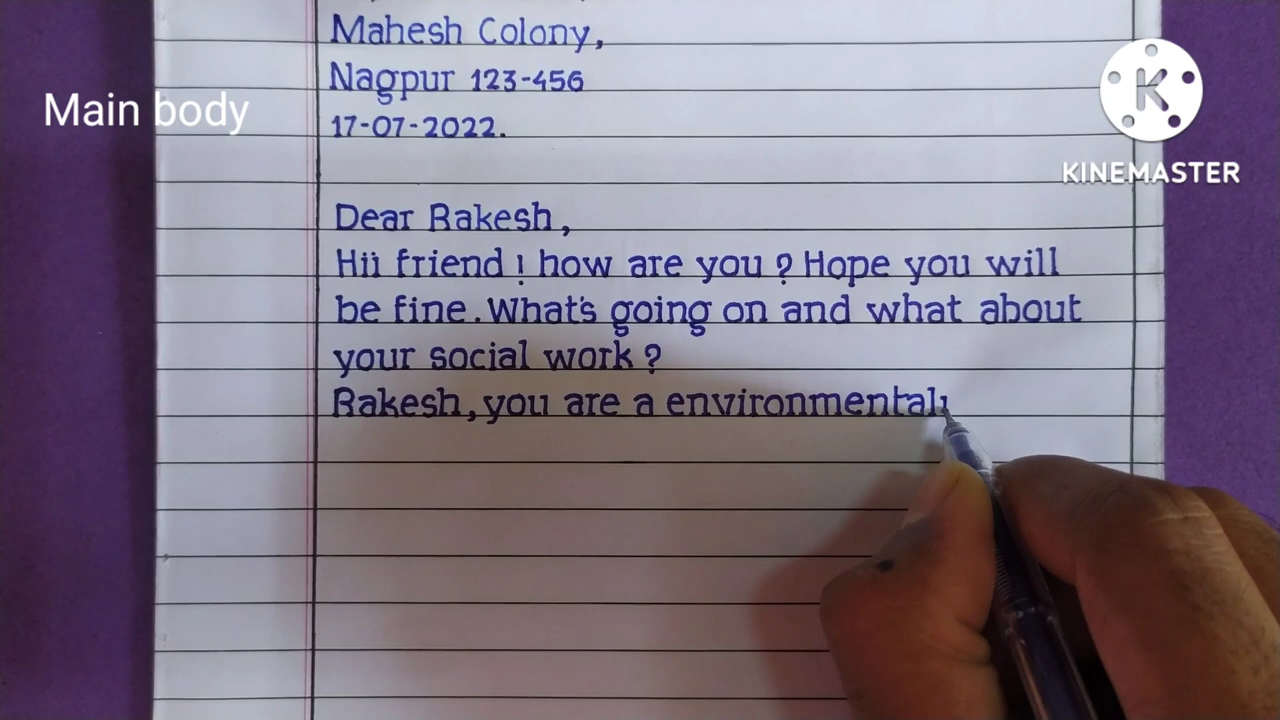 Mahesh Colony,
Nagpur 123-456
17-07-2022.
Main body
K
KINEMASTER
Dear Rakesh,
Hii friend! how are you? Hope you will
be fine. What's going on and what about
your social work?
Rakesh, you are a environmental